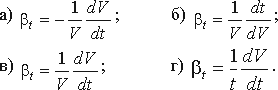 а) β_t = −(1/V)(dV/dt); б) β_t = (1/V)(dt/dV);
в) β_t = (1/V)(dV/dt); г) β_t = (1/t)(dV/dt).